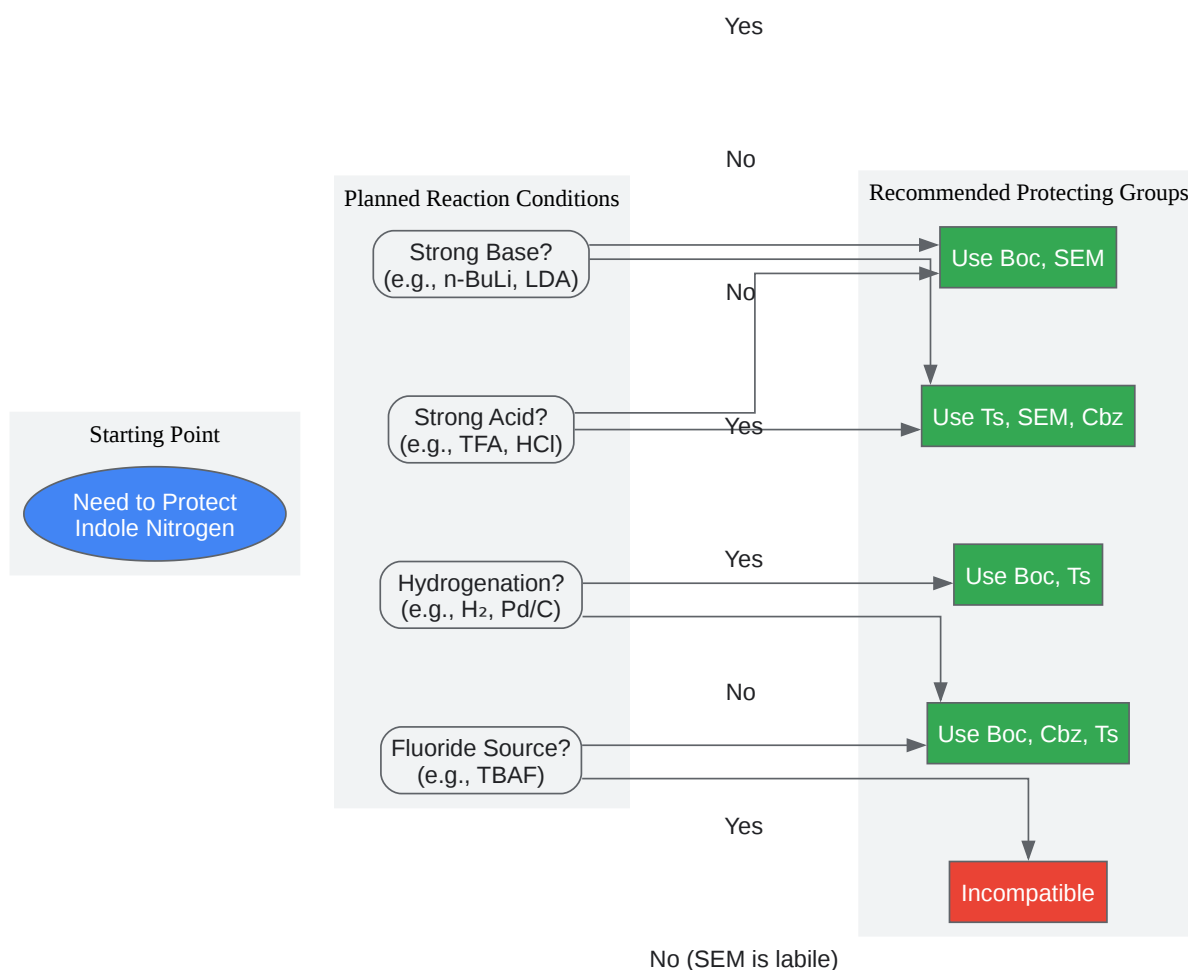 Yes
No
Planned Reaction Conditions
Recommended Protecting Groups
Strong Base?
(e.g., n-BuLi, LDA)
Use Boc, SEM
No
Strong Acid?
(e.g., TFA, HCl)
Yes
Use Ts, SEM, Cbz
Starting Point
Need to Protect
Indole Nitrogen
Hydrogenation?
(e.g., H₂, Pd/C)
Yes
Use Boc, Ts
No
Fluoride Source?
(e.g., TBAF)
Use Boc, Cbz, Ts
Yes
Incompatible
No (SEM is labile)